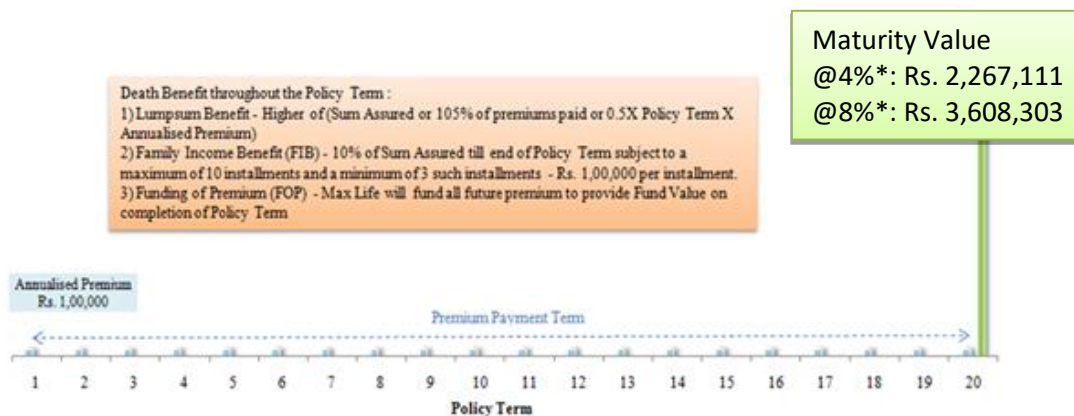 Maturity Value
@4%*: Rs. 2,267,111
@8%*: Rs. 3,608,303
Death Benefit throughout the Policy Term :
1) Lumpsum Benefit - Higher of (Sum Assured or 105% of premiums paid or 0.5X Policy Term X
Annualised Premium)
2) Family Income Benefit (FIB) - 10% of Sum Assured till end of Policy Term subject to a
maximum of 10 installments and a minimum of 3 such installments - Rs. 1,00,000 per installment.
3) Funding of Premium (FOP) - Max Life will fund all future premium to provide Fund Value on
completion of Policy Term
Annualised Premium
Rs. 1,00,000
Premium Payment Term
1 2 3 4 5 6 7 8 9 10 11 12 13 14 15 16 17 18 19 20
Policy Term